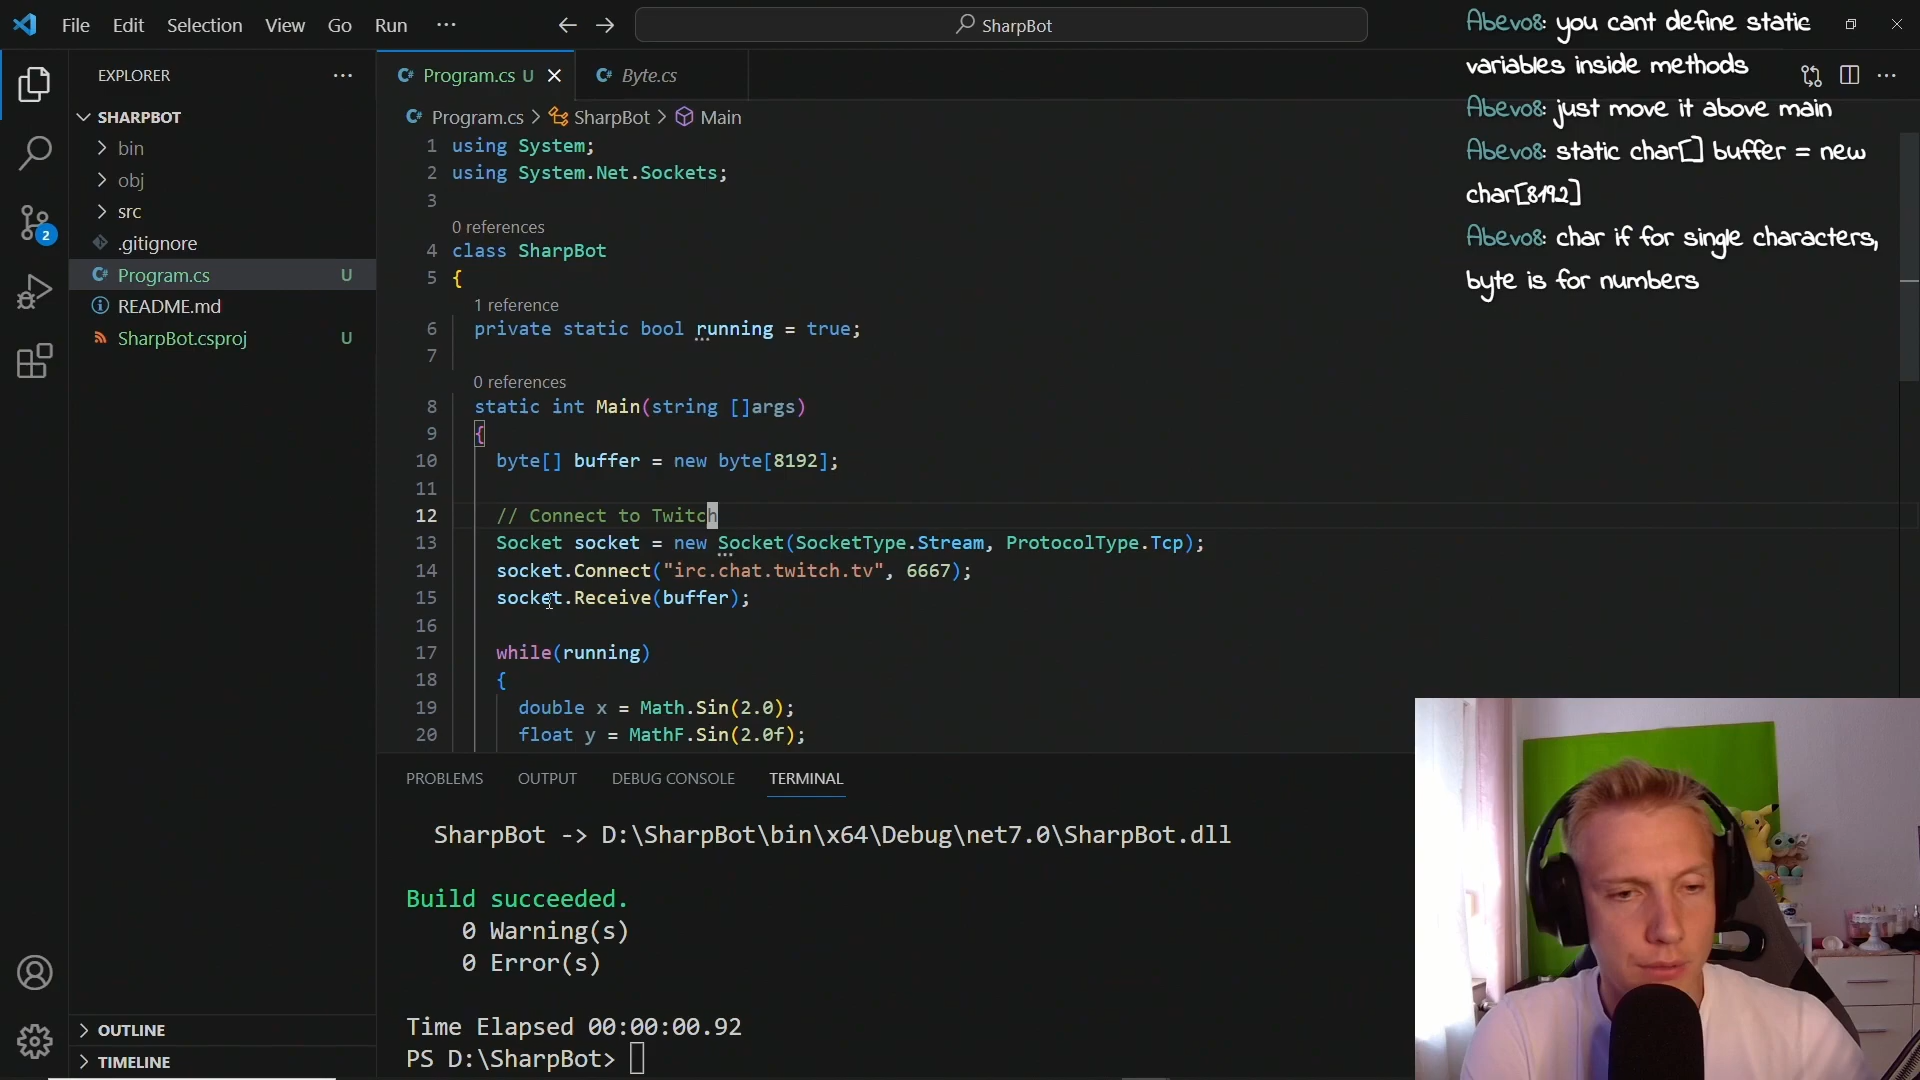 File Edit Selection View Go Run ···
SharpBot
EXPLORER
···
SHARPBOT
bin
obj
src
.gitignore
Program.cs U
README.md
SharpBot.csproj U
OUTLINE
TIMELINE
2
C# Program.cs U
C# Byte.cs
···
C# Program.cs > SharpBot > Main
1 using System;
2 using System.Net.Sockets;
3
0 references
4 class SharpBot
5 {
1 reference
6 private static bool running = true;
7
0 references
8 static int Main(string []args)
9 {
10 byte[] buffer = new byte[8192];
11
12 // Connect to Twitch
13 Socket socket = new Socket(SocketType.Stream, ProtocolType.Tcp);
14 socket.Connect("irc.chat.twitch.tv", 6667);
15 socket.Receive(buffer);
16
17 while(running)
18 {
19 double x = Math.Sin(2.0);
20 float y = MathF.Sin(2.0f);
PROBLEMS OUTPUT DEBUG CONSOLE TERMINAL
SharpBot -> D:\SharpBot\bin\x64\Debug\net7.0\SharpBot.dll
Build succeeded.
0 Warning(s)
0 Error(s)
Time Elapsed 00:00:00.92
PS D:\SharpBot>
Abevo8: you cant define static
variables inside methods
Abevo8: just move it above main
Abevo8: static char[] buffer = new
char[8192]
Abevo8: char if for single characters,
byte is for numbers